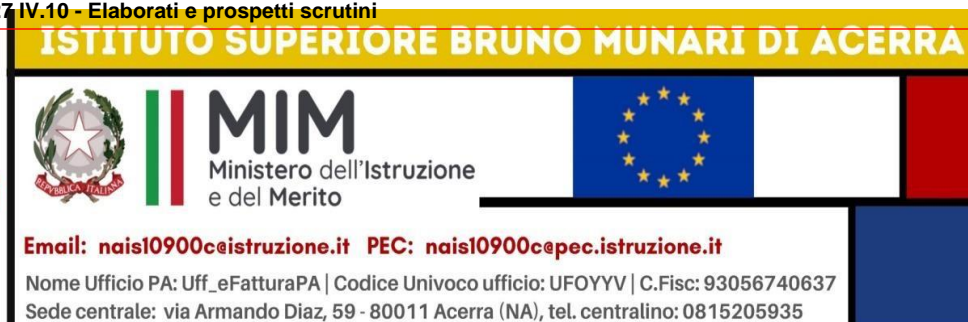 7 IV.10 - Elaborati e prospetti scrutini
ISTITUTO SUPERIORE BRUNO MUNARI DI ACERRA
REPVBBLICA ITALIANA
MIM
Ministero dell'Istruzione
e del Merito
Email: nais10900c@istruzione.it PEC: nais10900c@pec.istruzione.it
Nome Ufficio PA: Uff_eFatturaPA | Codice Univoco ufficio: UFOYYV | C.Fisc: 93056740637
Sede centrale: via Armando Diaz, 59 - 80011 Acerra (NA), tel. centralino: 0815205935